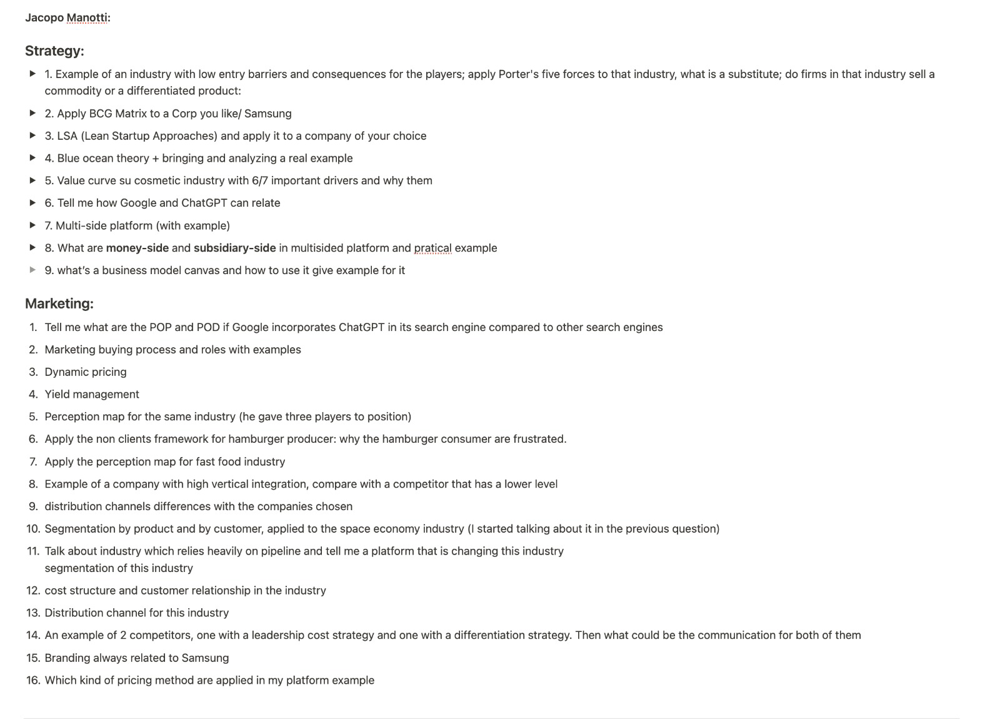 Jacopo Manotti:
Strategy:
1. Example of an industry with low entry barriers and consequences for the players; apply Porter's five forces to that industry, what is a substitute; do firms in that industry sell a
commodity or a differentiated product:
2. Apply BCG Matrix to a Corp you like/ Samsung
3. LSA (Lean Startup Approaches) and apply it to a company of your choice
4. Blue ocean theory + bringing and analyzing a real example
5. Value curve su cosmetic industry with 6/7 important drivers and why them
6. Tell me how Google and ChatGPT can relate
7. Multi-side platform (with example)
8. What are money-side and subsidiary-side in multisided platform and pratical example
9. what’s a business model canvas and how to use it give example for it
Marketing:
1. Tell me what are the POP and POD if Google incorporates ChatGPT in its search engine compared to other search engines
2. Marketing buying process and roles with examples
3. Dynamic pricing
4. Yield management
5. Perception map for the same industry (he gave three players to position)
6. Apply the non clients framework for hamburger producer: why the hamburger consumer are frustrated.
7. Apply the perception map for fast food industry
8. Example of a company with high vertical integration, compare with a competitor that has a lower level
9. distribution channels differences with the companies chosen
10. Segmentation by product and by customer, applied to the space economy industry (I started talking about it in the previous question)
11. Talk about industry which relies heavily on pipeline and tell me a platform that is changing this industry
segmentation of this industry
12. cost structure and customer relationship in the industry
13. Distribution channel for this industry
14. An example of 2 competitors, one with a leadership cost strategy and one with a differentiation strategy. Then what could be the communication for both of them
15. Branding always related to Samsung
16. Which kind of pricing method are applied in my platform example